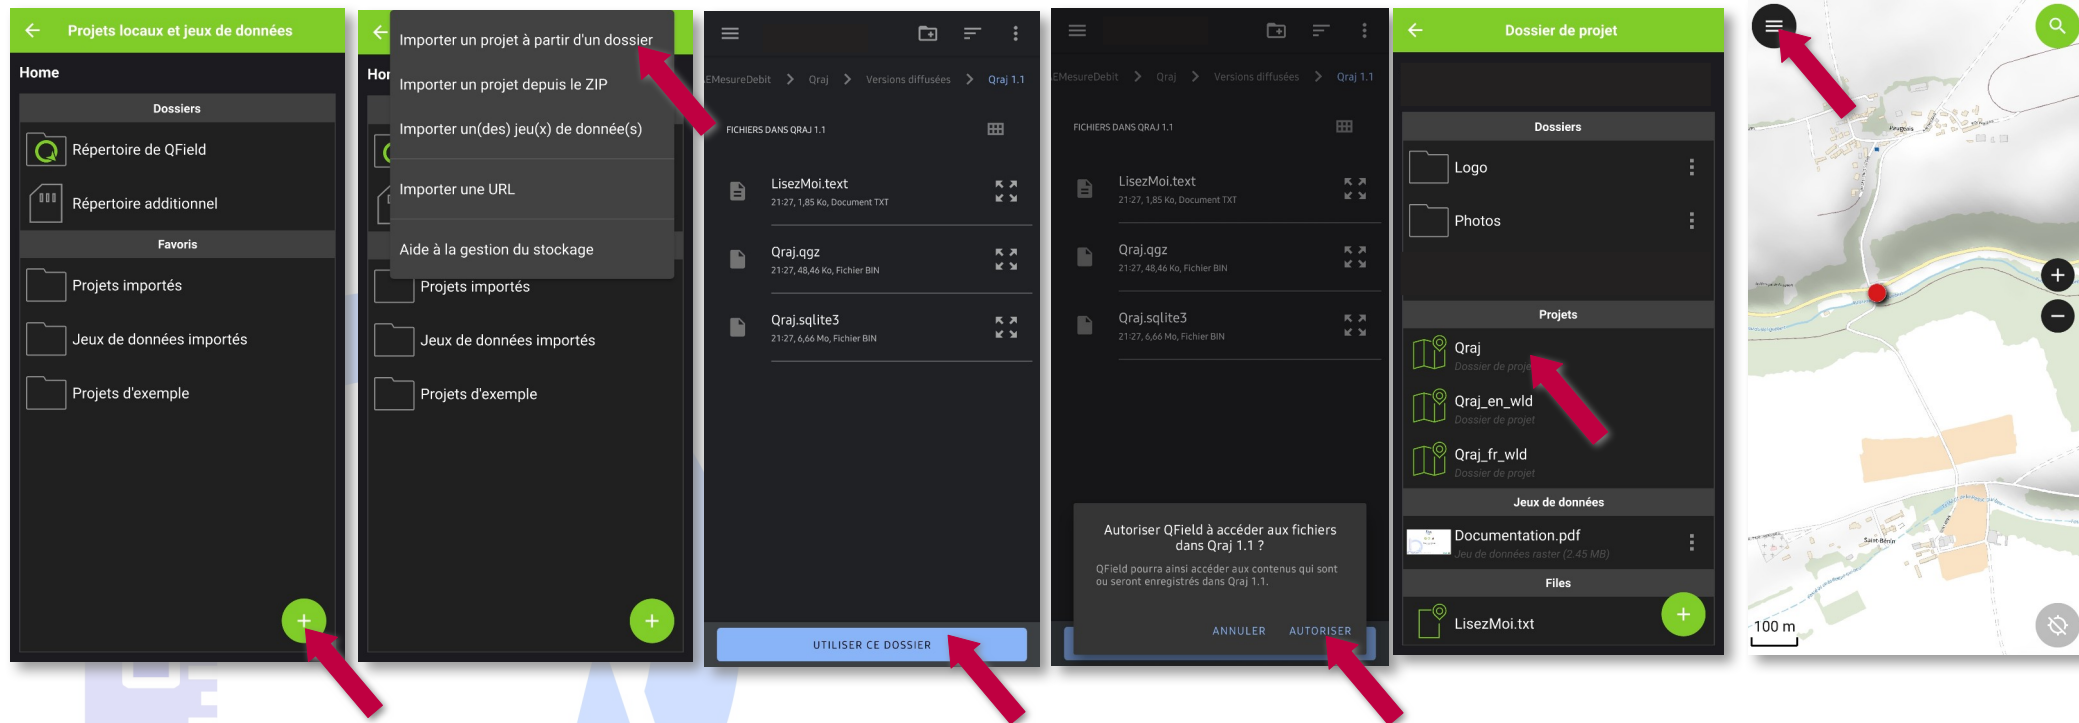 Projets locaux et jeux de données
Home
Dossiers
Répertoire de QField
Répertoire additionnel
Favoris
Projets importés
Jeux de données importés
Projets d'exemple
Importer un projet à partir d'un dossier
Importer un projet depuis le ZIP
Importer un(des) jeu(x) de donnée(s)
Importer une URL
Aide à la gestion du stockage
Projets importés
Jeux de données importés
Projets d'exemple
EMesureDebit > Qraj > Versions diffusées > Qraj 1.1
FICHIERS DANS QRAJ 1.1
LisezMoi.text
21:27, 1,85 Ko, Document TXT
Qraj.qgz
21:27, 48,46 Ko, Fichier BIN
Qraj.sqlite3
21:27, 6,66 Mo, Fichier BIN
UTILISER CE DOSSIER
EMesureDebit > Qraj > Versions diffusées > Qraj 1.1
FICHIERS DANS QRAJ 1.1
LisezMoi.text
21:27, 1,85 Ko, Document TXT
Qraj.qgz
21:27, 48,46 Ko, Fichier BIN
Qraj.sqlite3
21:27, 6,66 Mo, Fichier BIN
Autoriser QField à accéder aux fichiers
dans Qraj 1.1 ?
QField pourra ainsi accéder aux contenus qui sont
ou seront enregistrés dans Qraj 1.1.
ANNULER AUTORISER
Dossier de projet
Dossiers
Logo
Photos
Projets
Qraj
Dossier de projet
Qraj_en_wld
Dossier de projet
Qraj_fr_wld
Dossier de projet
Jeux de données
Documentation.pdf
Jeu de données raster (2.45 MB)
Files
LisezMoi.txt
Saint-Bénin
100 m